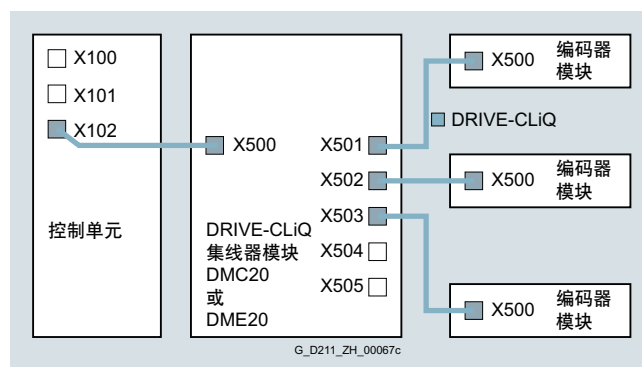 X100
X101
X102
控制单元
X500
X501
X502
X503
X504
X505
DRIVE-CLiQ
集线器模块
DMC20
或
DME20
X500
编码器
模块
DRIVE-CLiQ
X500
编码器
模块
X500
编码器
模块
G_D211_ZH_00067c